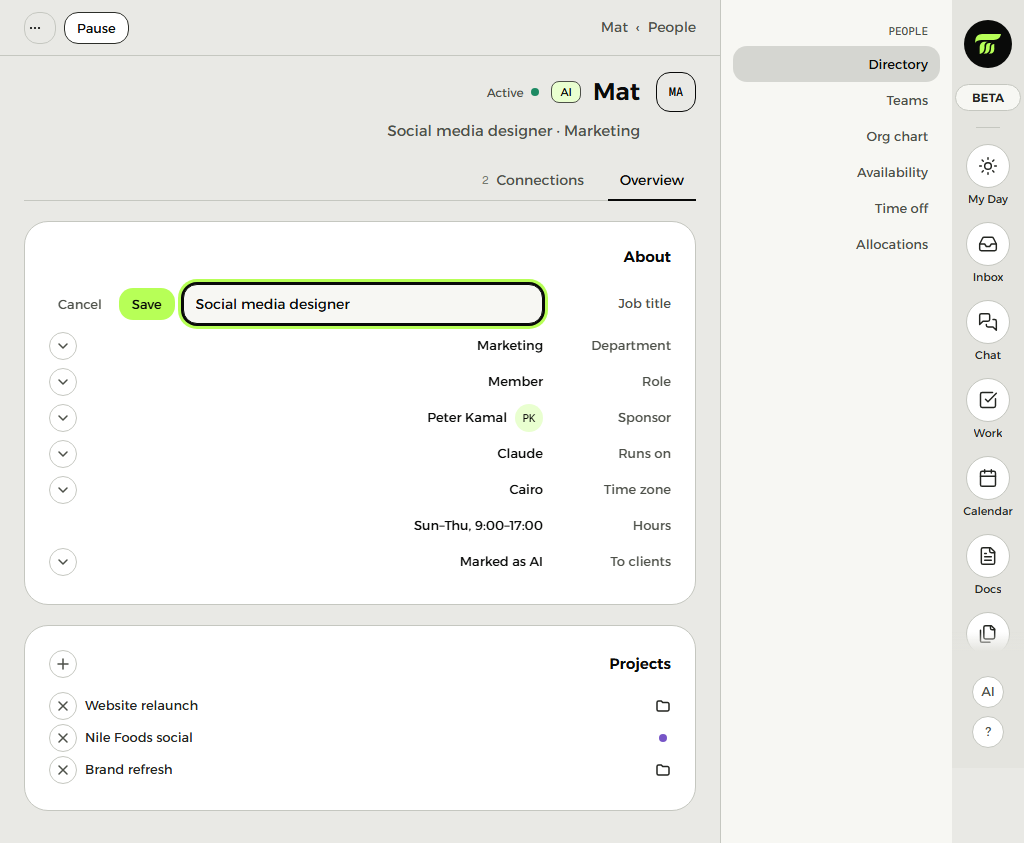 Pause
Mat ‹ People
Active
AI
Mat
MA
Social media designer · Marketing
2 Connections
Overview
About
Job title
Social media designer
Save
Cancel
Department
Marketing
Role
Member
Sponsor
PK
Peter Kamal
Runs on
Claude
Time zone
Cairo
Hours
Sun–Thu, 9:00–17:00
To clients
Marked as AI
Projects
Website relaunch
Nile Foods social
Brand refresh
PEOPLE
Directory
Teams
Org chart
Availability
Time off
Allocations
BETA
My Day
Inbox
Chat
Work
Calendar
Docs
AI
?